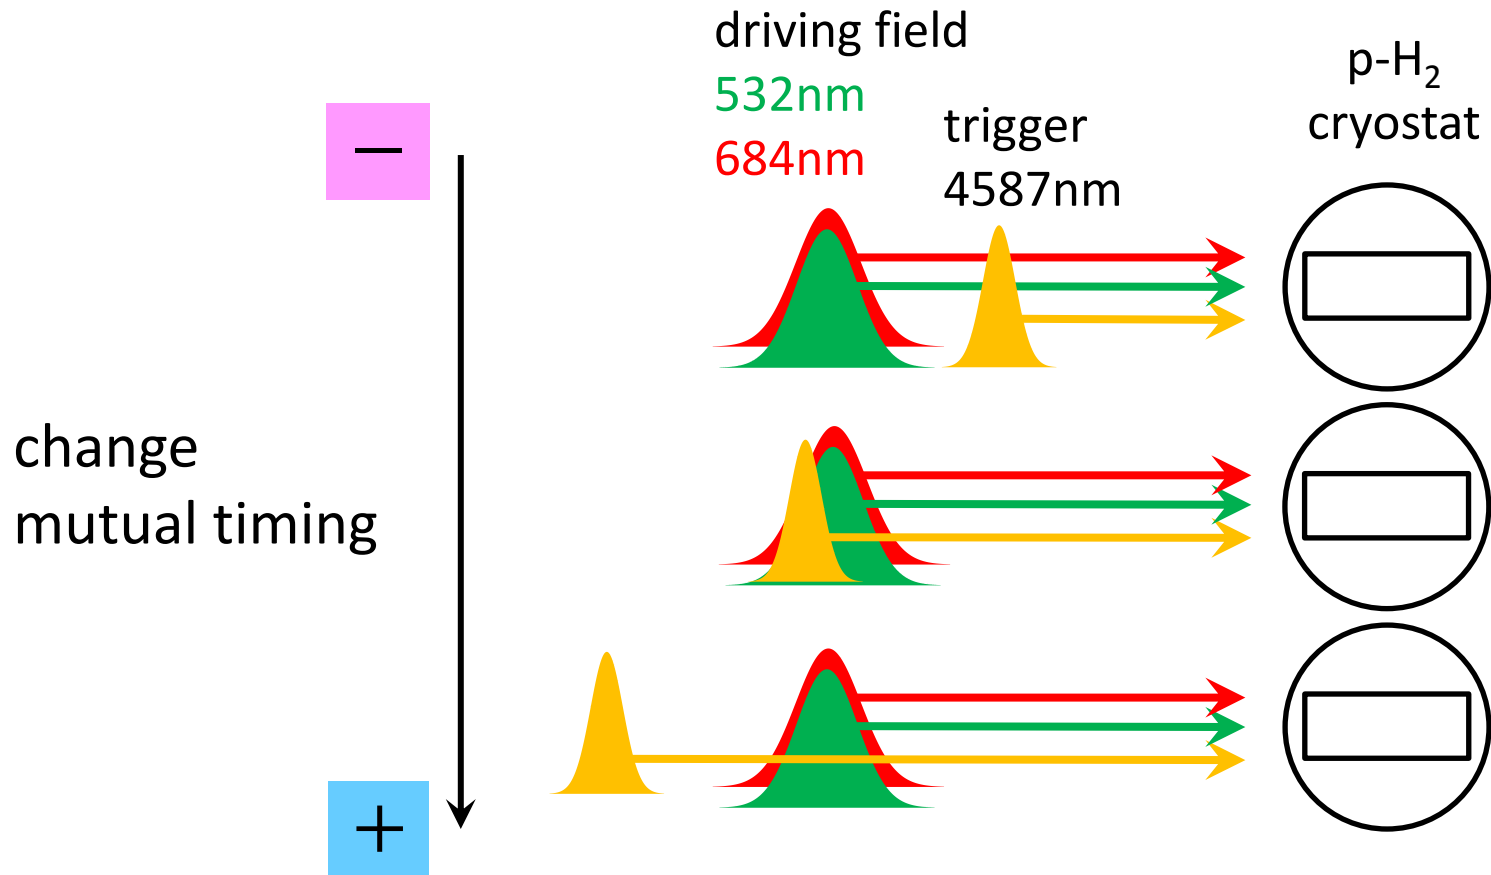 driving field
532nm
684nm
trigger
4587nm
p-H₂
cryostat
−
change
mutual timing
+